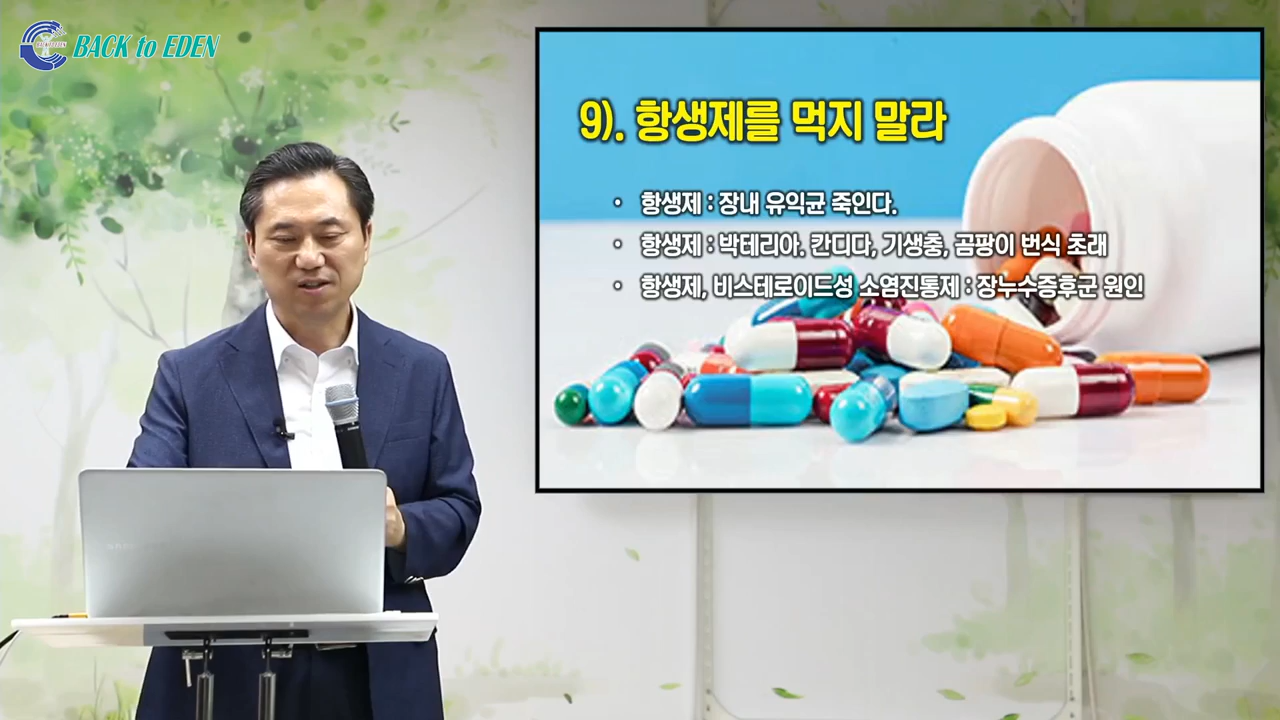 BACK to EDEN
9). 항생제를 먹지 말라
• 항생제 : 장내 유익균 죽인다.
• 항생제 : 박테리아. 칸디다, 기생충, 곰팡이 번식 초래
• 항생제, 비스테로이드성 소염진통제 : 장누수증후군 원인